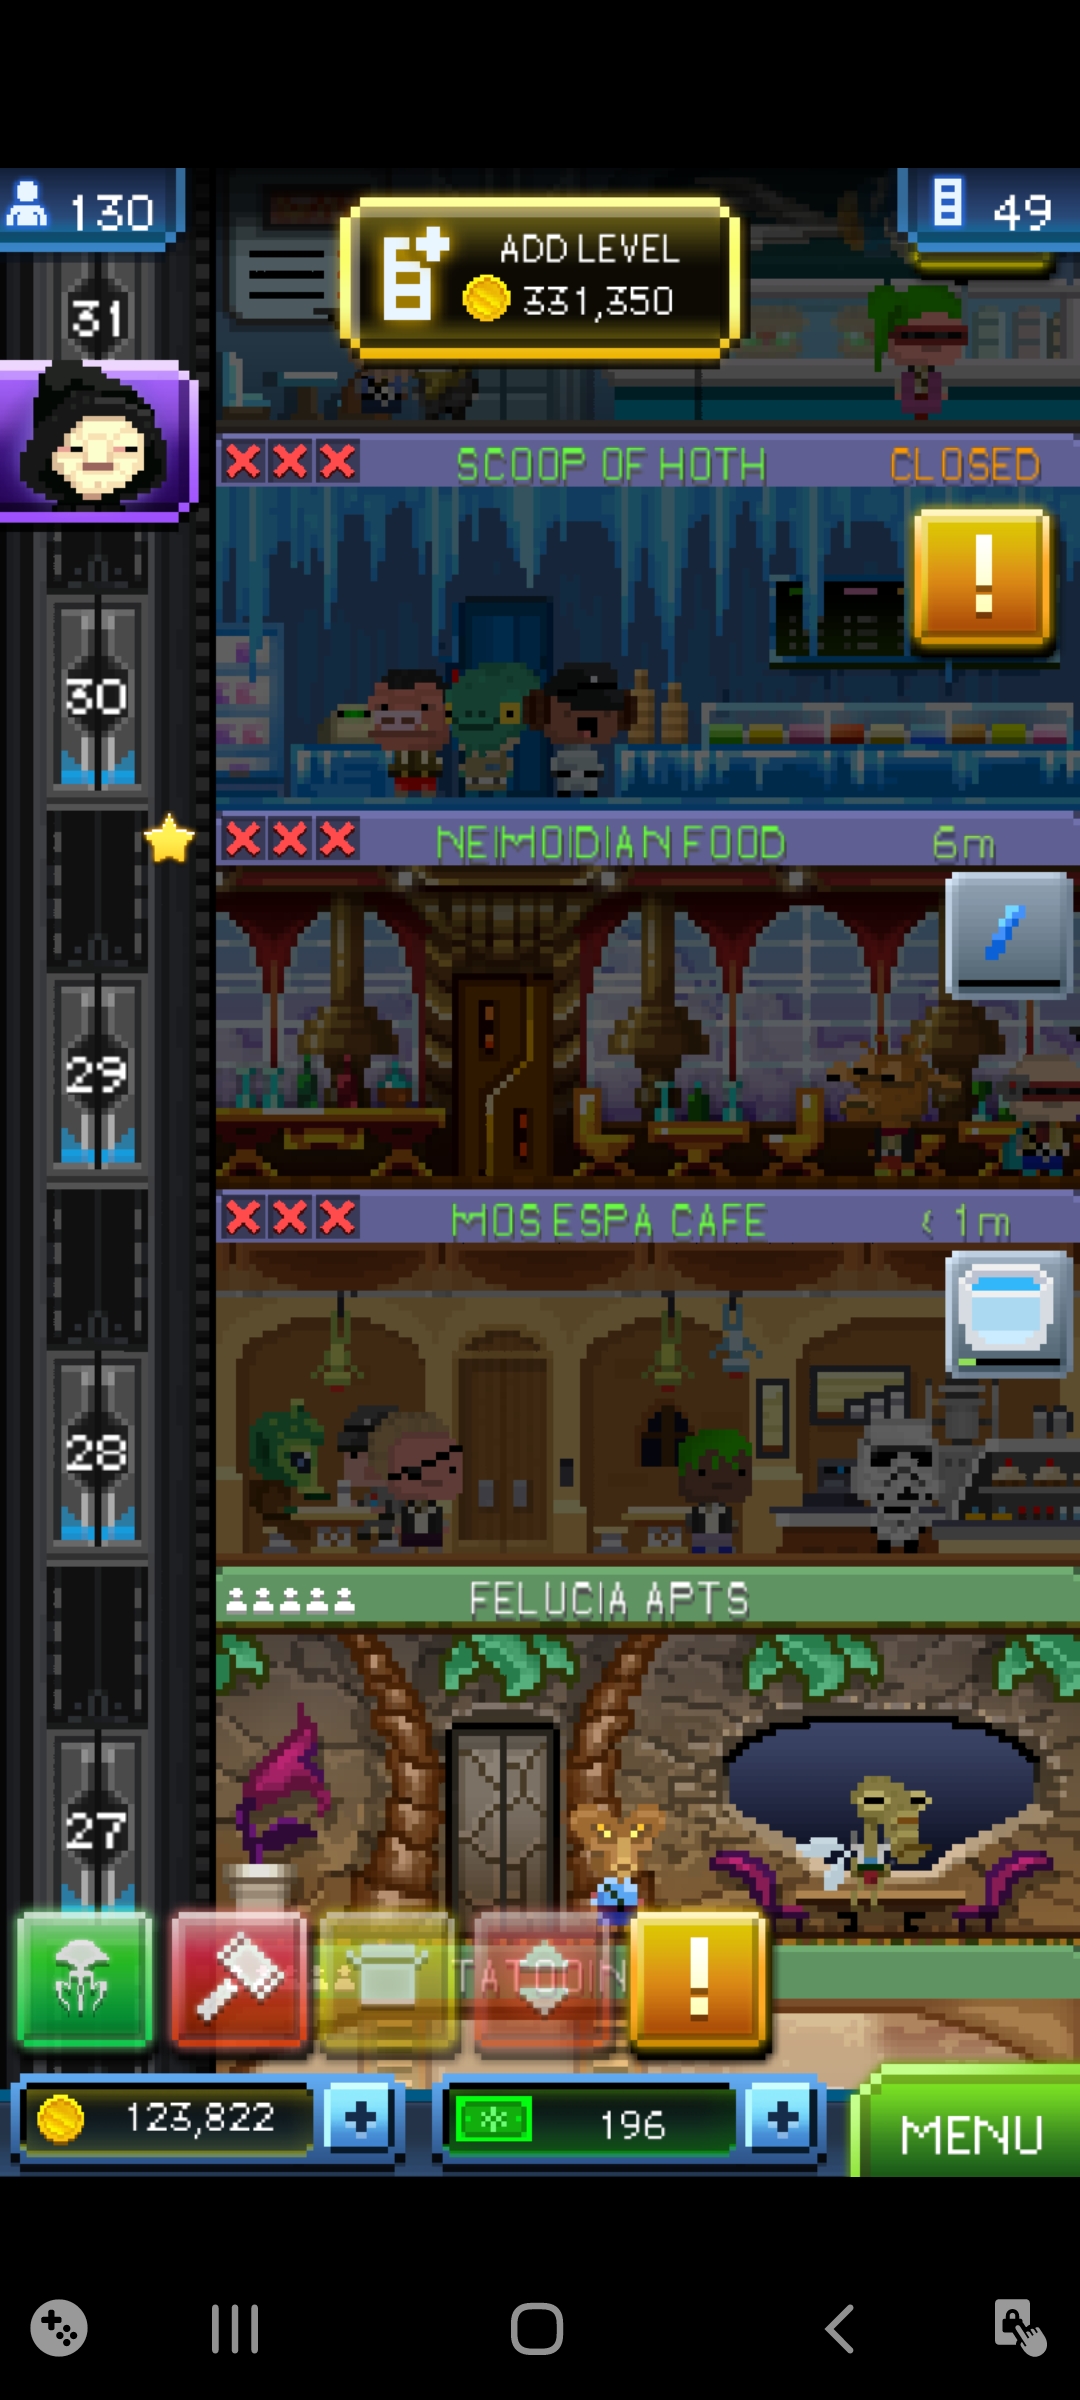 130
ADD LEVEL
331,350
49
31
SCOOP OF HOTH
CLOSED
!
30
NEIMOIDIAN FOOD
6m
29
MOS ESPA CAFE
< 1m
28
FELUCIA APTS
27
TATOOIN
!
123,822
+
196
+
MENU